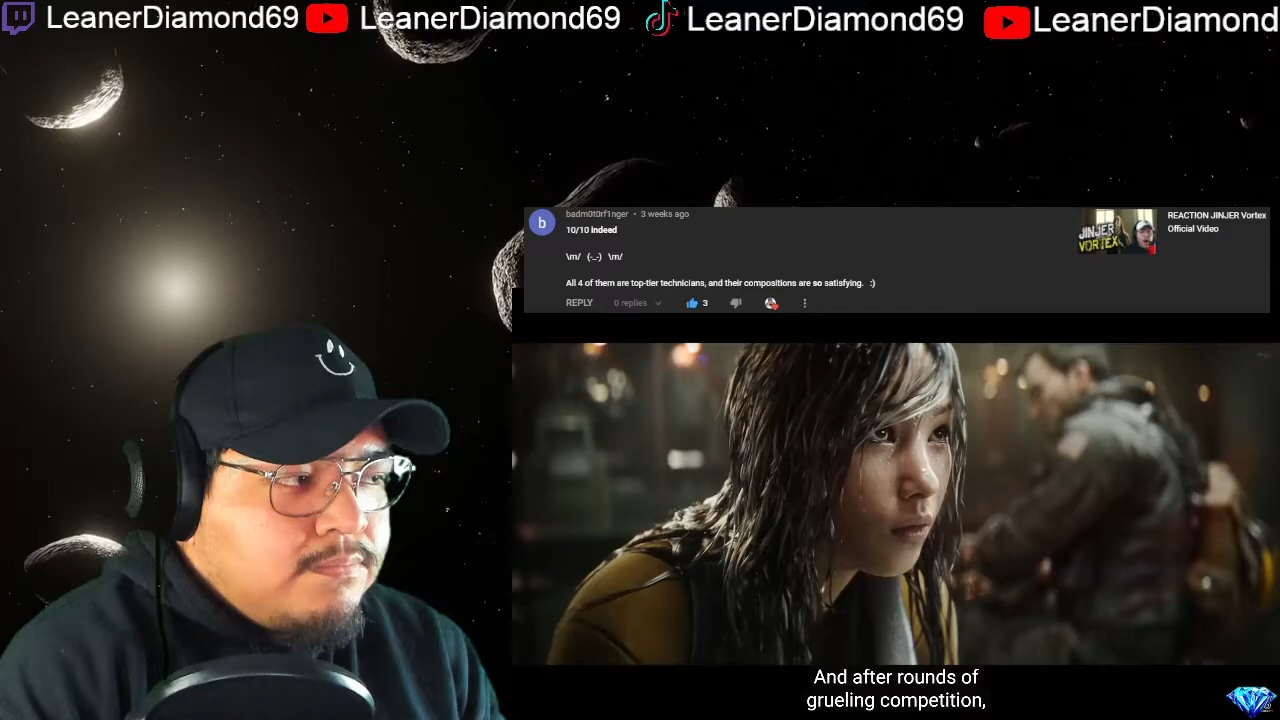 LeanerDiamond69 LeanerDiamond69 LeanerDiamond69 LeanerDiamond
badm0t0rf1nger • 3 weeks ago
10/10 indeed
\m/ (-_-) \m/
All 4 of them are top-tier technicians, and their compositions are so satisfying. :)
REPLY 0 replies 3
JINJER
VORTEX
REACTION JINJER Vortex
Official Video
And after rounds of
grueling competition,